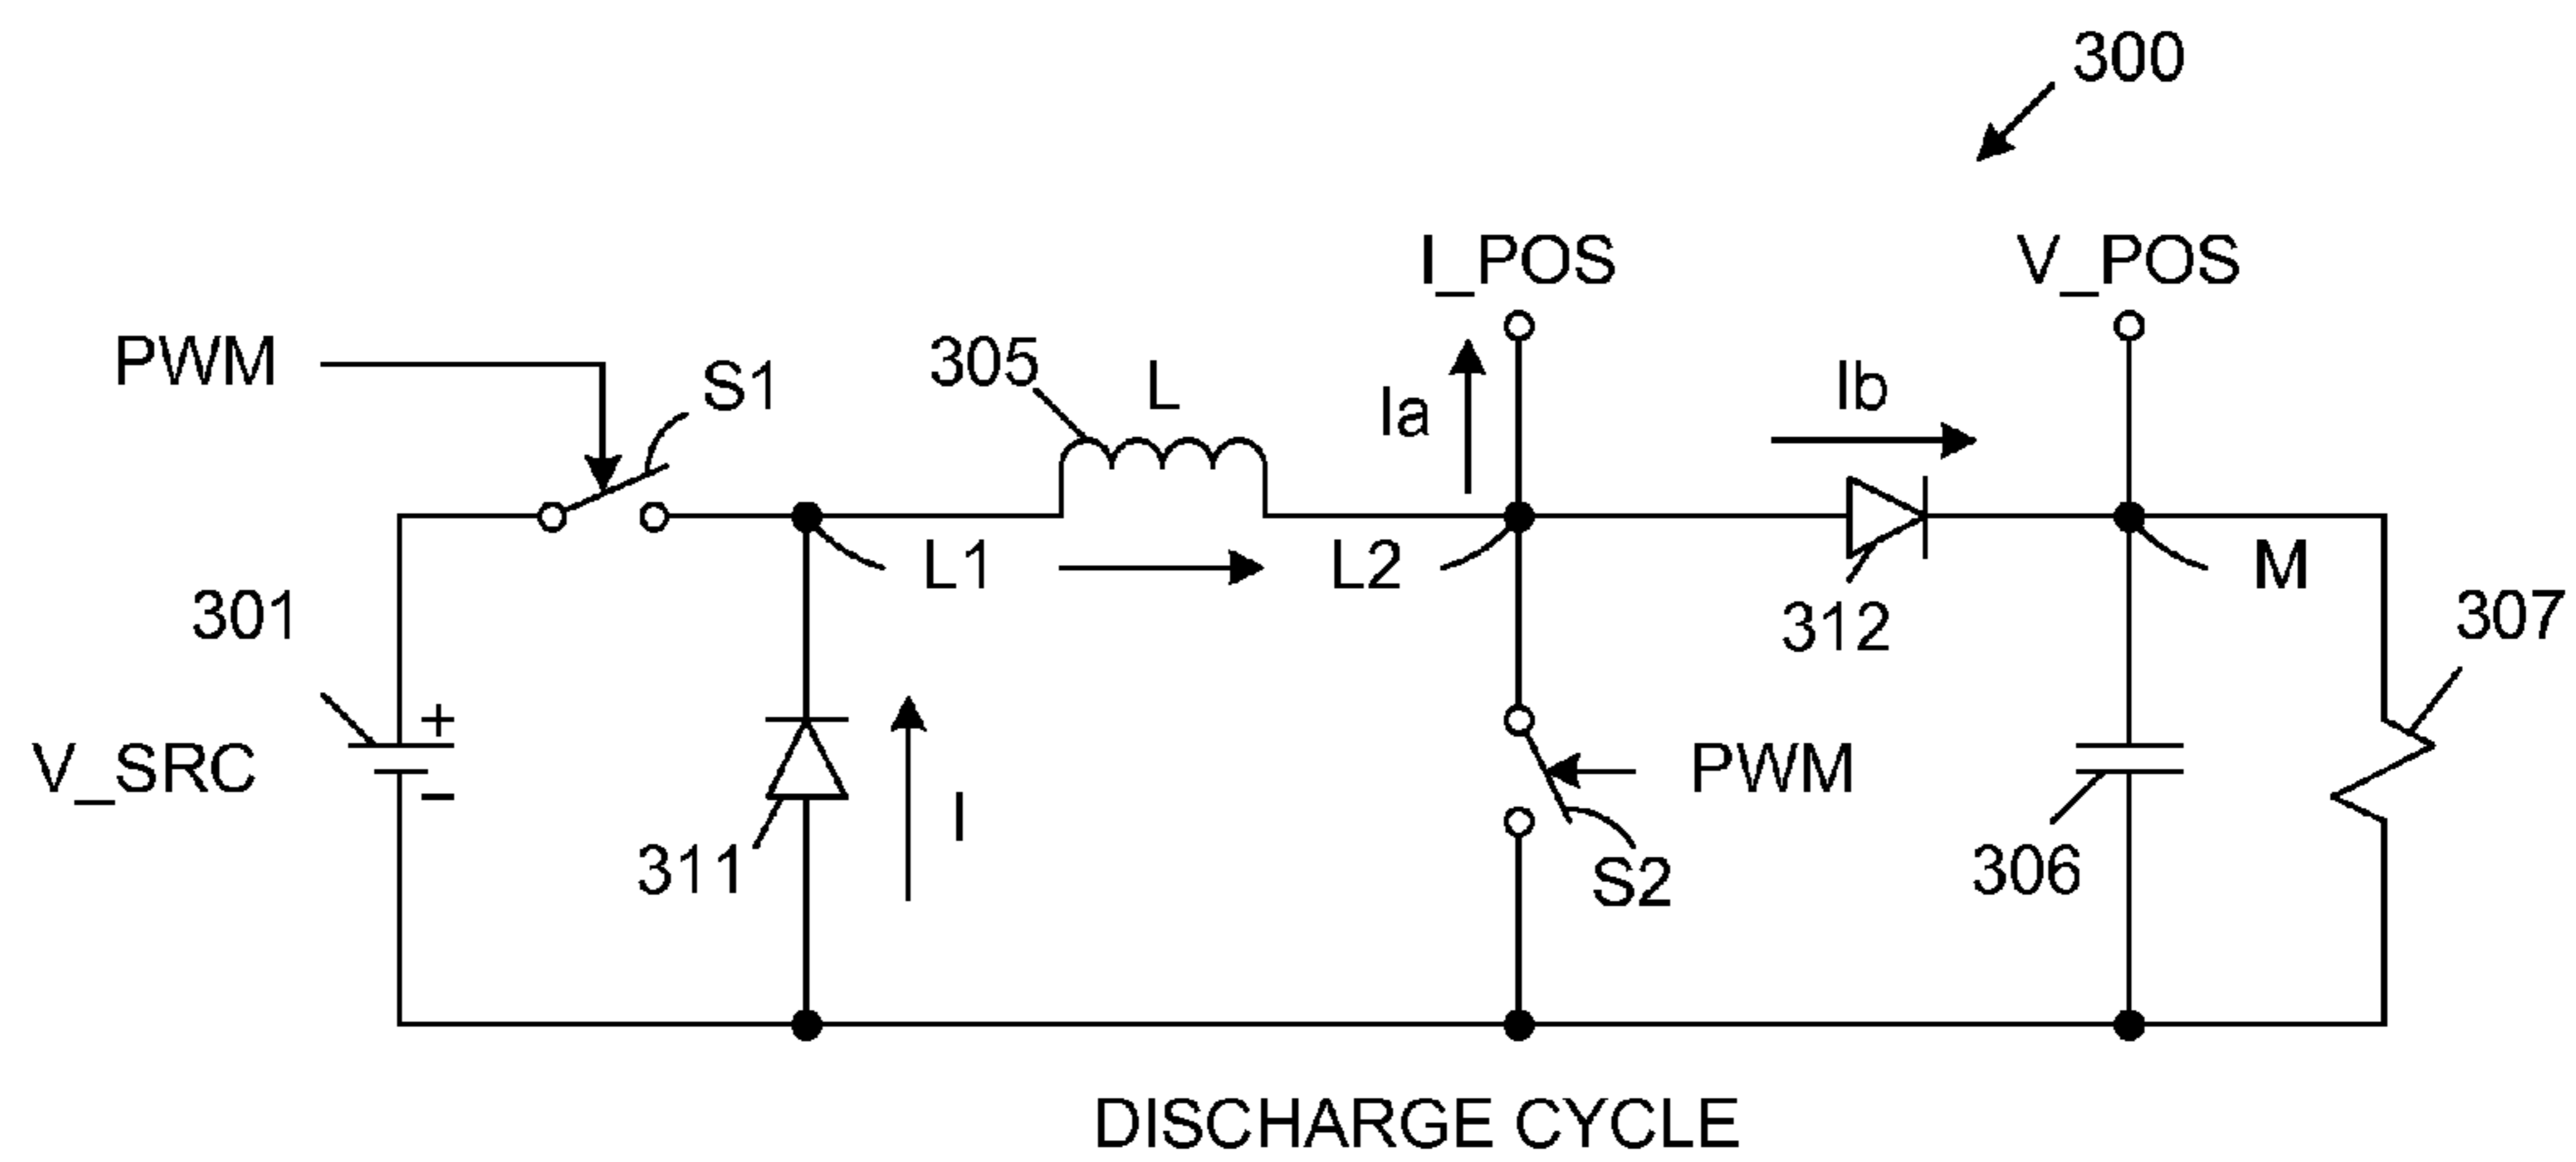 300
I_POS
V_POS
PWM
S1
305
L
Ia
Ib
L1
L2
M
301
312
307
V_SRC
+
−
I
PWM
311
306
S2
DISCHARGE CYCLE